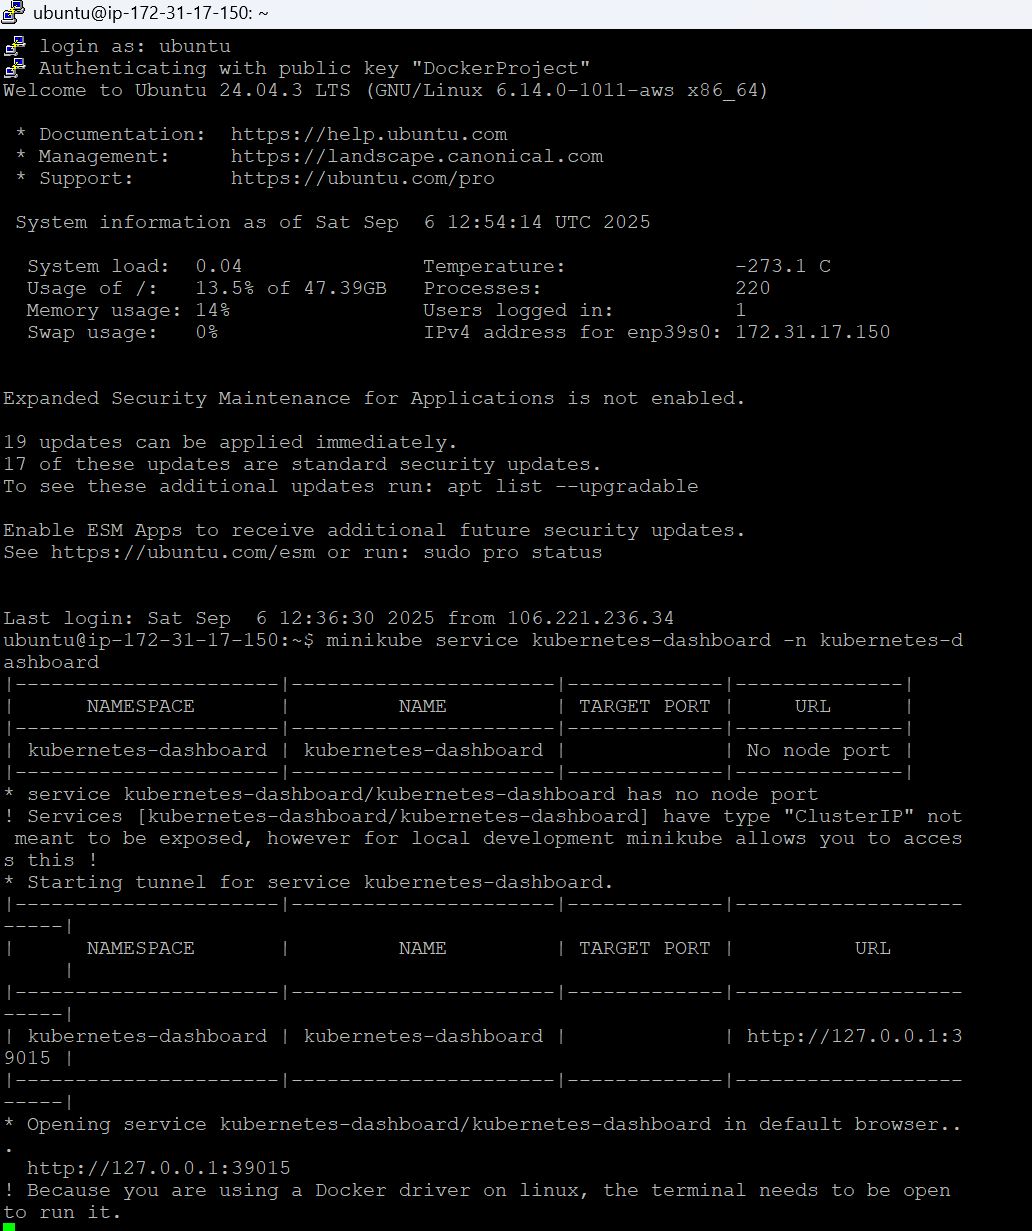 ubuntu@ip-172-31-17-150: ~
login as: ubuntu
Authenticating with public key "DockerProject"
Welcome to Ubuntu 24.04.3 LTS (GNU/Linux 6.14.0-1011-aws x86_64)
* Documentation:  https://help.ubuntu.com
* Management:     https://landscape.canonical.com
* Support:        https://ubuntu.com/pro
System information as of Sat Sep  6 12:54:14 UTC 2025
System load:  0.04               Temperature:              -273.1 C
Usage of /:   13.5% of 47.39GB   Processes:                220
Memory usage: 14%                Users logged in:          1
Swap usage:   0%                 IPv4 address for enp39s0: 172.31.17.150
Expanded Security Maintenance for Applications is not enabled.
19 updates can be applied immediately.
17 of these updates are standard security updates.
To see these additional updates run: apt list --upgradable
Enable ESM Apps to receive additional future security updates.
See https://ubuntu.com/esm or run: sudo pro status
Last login: Sat Sep  6 12:36:30 2025 from 106.221.236.34
ubuntu@ip-172-31-17-150:~$ minikube service kubernetes-dashboard -n kubernetes-d
ashboard
|----------------------|----------------------|-------------|--------------|
|      NAMESPACE       |         NAME         | TARGET PORT |     URL      |
|----------------------|----------------------|-------------|--------------|
| kubernetes-dashboard | kubernetes-dashboard |             | No node port |
|----------------------|----------------------|-------------|--------------|
* service kubernetes-dashboard/kubernetes-dashboard has no node port
! Services [kubernetes-dashboard/kubernetes-dashboard] have type "ClusterIP" not
 meant to be exposed, however for local development minikube allows you to acces
s this !
* Starting tunnel for service kubernetes-dashboard.
|----------------------|----------------------|-------------|-------------------
-----|
|      NAMESPACE       |         NAME         | TARGET PORT |          URL
     |
|----------------------|----------------------|-------------|-------------------
-----|
| kubernetes-dashboard | kubernetes-dashboard |             | http://127.0.0.1:3
9015 |
|----------------------|----------------------|-------------|-------------------
-----|
* Opening service kubernetes-dashboard/kubernetes-dashboard in default browser..
.
  http://127.0.0.1:39015
! Because you are using a Docker driver on linux, the terminal needs to be open
to run it.